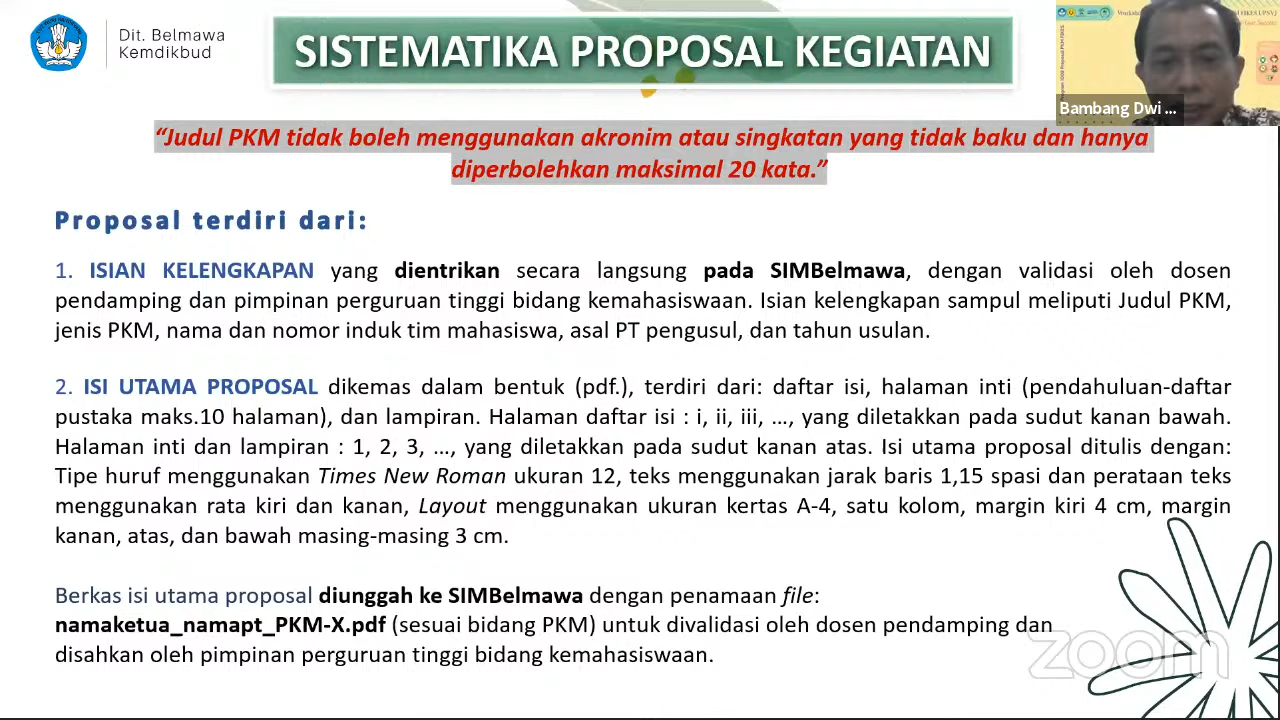 Dit. Belmawa
Kemdikbud
SISTEMATIKA PROPOSAL KEGIATAN
Bambang Dwi ...
“Judul PKM tidak boleh menggunakan akronim atau singkatan yang tidak baku dan hanya
diperbolehkan maksimal 20 kata.”
Proposal terdiri dari:
1. ISIAN KELENGKAPAN yang dientrikan secara langsung pada SIMBelmawa, dengan validasi oleh dosen
pendamping dan pimpinan perguruan tinggi bidang kemahasiswaan. Isian kelengkapan sampul meliputi Judul PKM,
jenis PKM, nama dan nomor induk tim mahasiswa, asal PT pengusul, dan tahun usulan.
2. ISI UTAMA PROPOSAL dikemas dalam bentuk (pdf.), terdiri dari: daftar isi, halaman inti (pendahuluan-daftar
pustaka maks.10 halaman), dan lampiran. Halaman daftar isi : i, ii, iii, ..., yang diletakkan pada sudut kanan bawah.
Halaman inti dan lampiran : 1, 2, 3, ..., yang diletakkan pada sudut kanan atas. Isi utama proposal ditulis dengan:
Tipe huruf menggunakan Times New Roman ukuran 12, teks menggunakan jarak baris 1,15 spasi dan perataan teks
menggunakan rata kiri dan kanan, Layout menggunakan ukuran kertas A-4, satu kolom, margin kiri 4 cm, margin
kanan, atas, dan bawah masing-masing 3 cm.
Berkas isi utama proposal diunggah ke SIMBelmawa dengan penamaan file:
namaketua_namapt_PKM-X.pdf (sesuai bidang PKM) untuk divalidasi oleh dosen pendamping dan
disahkan oleh pimpinan perguruan tinggi bidang kemahasiswaan.
zoom